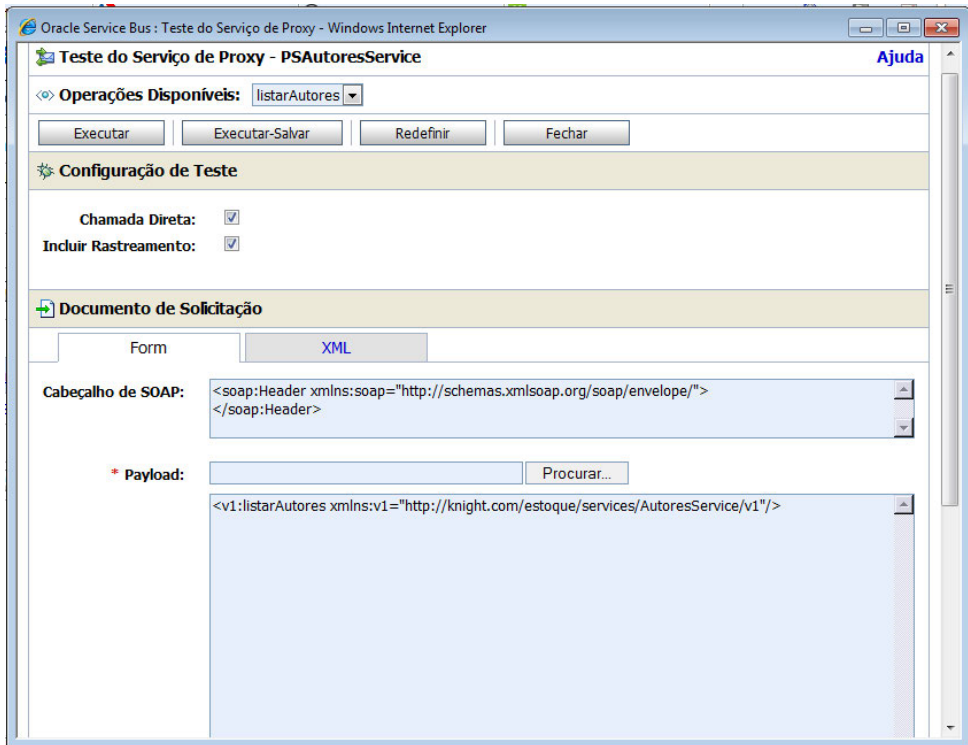 Oracle Service Bus : Teste do Serviço de Proxy - Windows Internet Explorer
Teste do Serviço de Proxy - PSAutoresService Ajuda
Operações Disponíveis: listarAutores
Executar Executar-Salvar Redefinir Fechar
Configuração de Teste
Chamada Direta:
Incluir Rastreamento:
Documento de Solicitação
Form XML
Cabeçalho de SOAP: <soap:Header xmlns:soap="http://schemas.xmlsoap.org/soap/envelope/">
</soap:Header>
* Payload: Procurar...
<v1:listarAutores xmlns:v1="http://knight.com/estoque/services/AutoresService/v1"/>